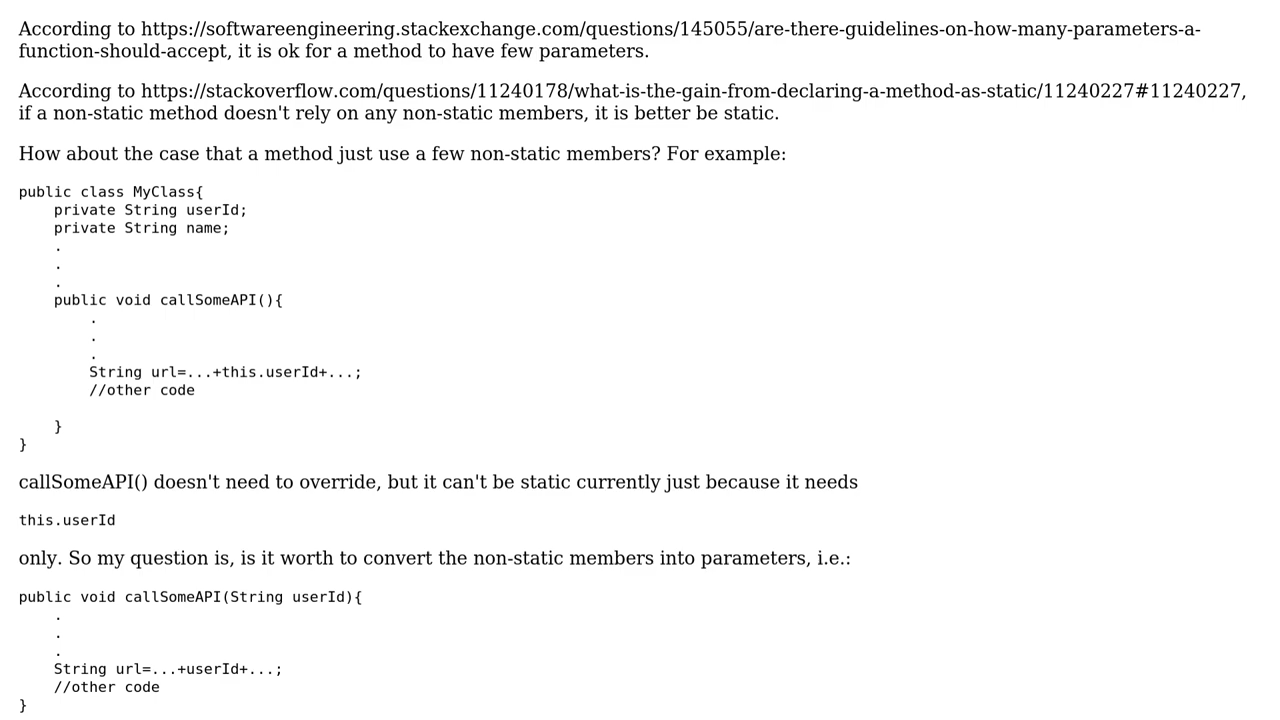 According to https://softwareengineering.stackexchange.com/questions/145055/are-there-guidelines-on-how-many-parameters-a-
function-should-accept, it is ok for a method to have few parameters.
According to https://stackoverflow.com/questions/11240178/what-is-the-gain-from-declaring-a-method-as-static/11240227#11240227,
if a non-static method doesn't rely on any non-static members, it is better be static.
How about the case that a method just use a few non-static members? For example:
public class MyClass{
    private String userId;
    private String name;
    .
    .
    .
    public void callSomeAPI(){
        .
        .
        .
        String url=...+this.userId+...;
        //other code
    }
}
callSomeAPI() doesn't need to override, but it can't be static currently just because it needs
this.userId
only. So my question is, is it worth to convert the non-static members into parameters, i.e.:
public void callSomeAPI(String userId){
    .
    .
    .
    String url=...+userId+...;
    //other code
}